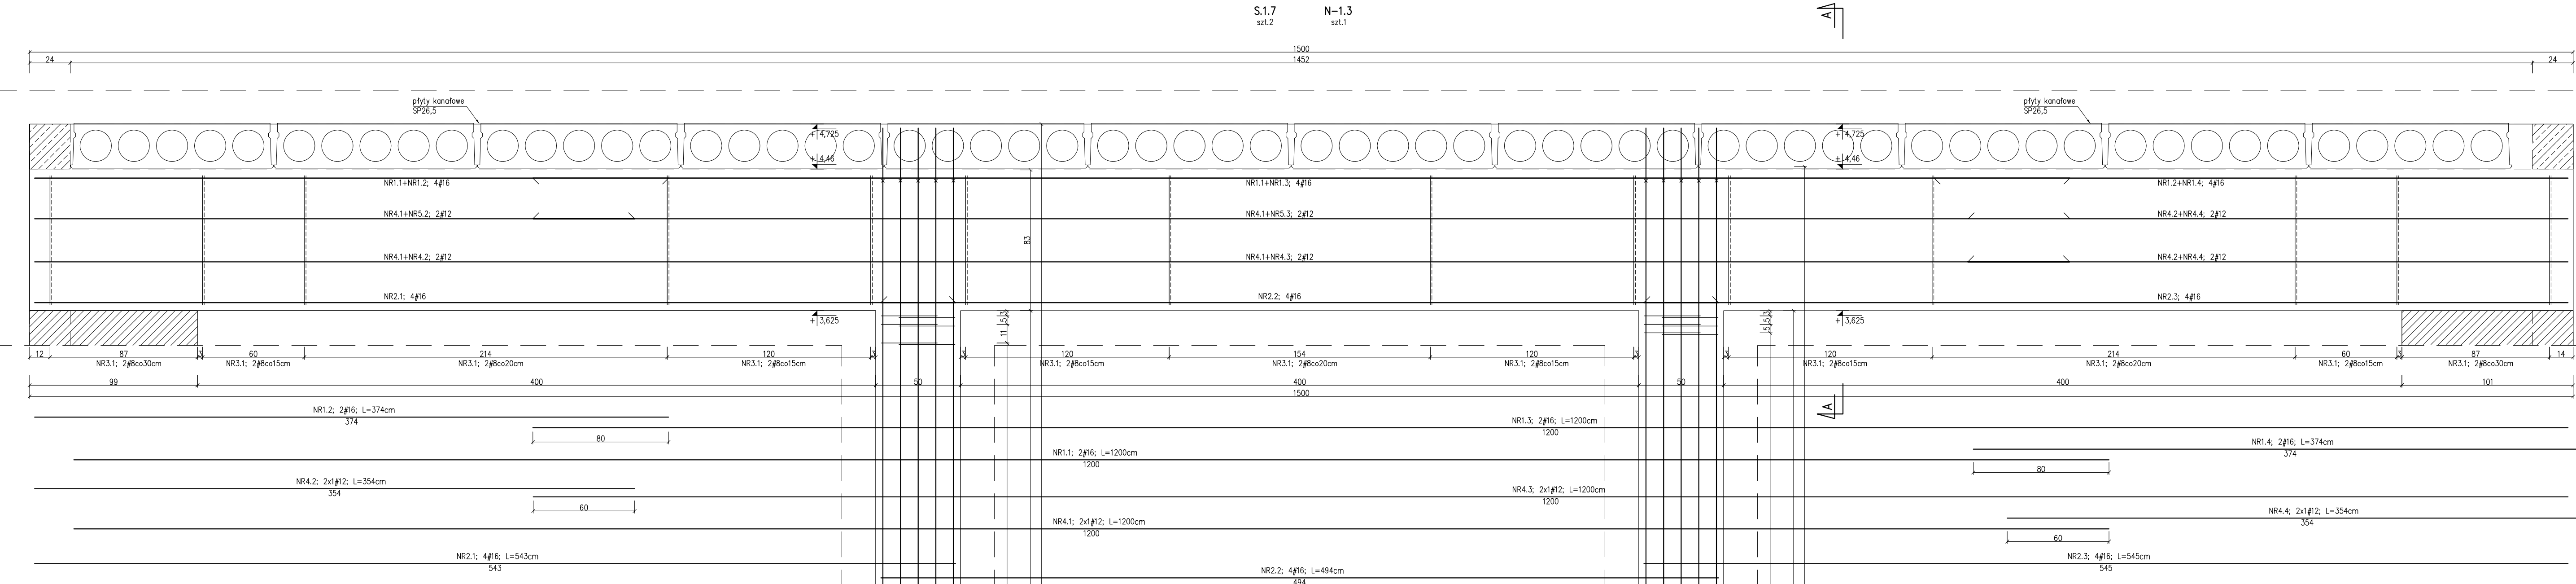 S.1.7 N-1.3
szt.2 szt.1
A
1500
24 1452 24
płyty kanałowe
SP26,5
płyty kanałowe
SP26,5
+4,725 +4,725
+4,46 +4,46
NR1.1+NR1.2; 4#16 NR1.1+NR1.3; 4#16 NR1.2+NR1.4; 4#16
NR4.1+NR5.2; 2#12 NR4.1+NR5.3; 2#12 NR4.2+NR4.4; 2#12
83
NR4.1+NR4.2; 2#12 NR4.1+NR4.3; 2#12 NR4.2+NR4.4; 2#12
NR2.1; 4#16 NR2.2; 4#16 NR2.3; 4#16
+3,625 3 5 11 3 5 5 +3,625
12 87 3 60 214 120 3 3 120 154 120 3 3 120 214 60 3 87 14
NR3.1; 2#8co30cm NR3.1; 2#8co15cm NR3.1; 2#8co20cm NR3.1; 2#8co15cm NR3.1; 2#8co15cm NR3.1; 2#8co20cm NR3.1; 2#8co15cm NR3.1; 2#8co15cm NR3.1; 2#8co20cm NR3.1; 2#8co15cm NR3.1; 2#8co30cm
99 400 50 400 50 400 101
1500
A
NR1.2; 2#16; L=374cm
374
NR1.3; 2#16; L=1200cm
1200
80
NR1.4; 2#16; L=374cm
374
NR1.1; 2#16; L=1200cm
1200
80
NR4.2; 2x1#12; L=354cm
354
NR4.3; 2x1#12; L=1200cm
1200
60
NR4.4; 2x1#12; L=354cm
354
NR4.1; 2x1#12; L=1200cm
1200
60
NR2.1; 4#16; L=543cm
543
NR2.3; 4#16; L=545cm
545
NR2.2; 4#16; L=494cm
494